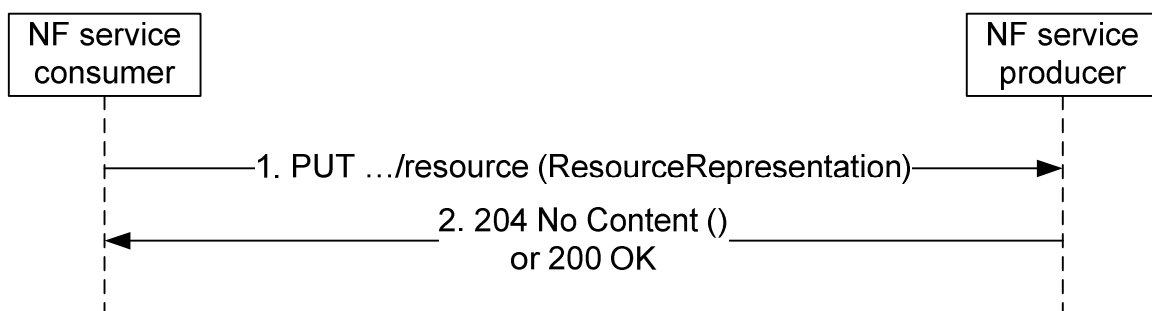 NF service
consumer
NF service
producer
1. PUT …/resource (ResourceRepresentation)
2. 204 No Content ()
or 200 OK